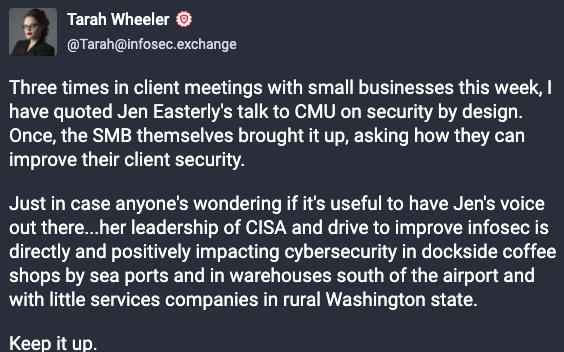 Tarah Wheeler
@Tarah@infosec.exchange
Three times in client meetings with small businesses this week, I
have quoted Jen Easterly's talk to CMU on security by design.
Once, the SMB themselves brought it up, asking how they can
improve their client security.
Just in case anyone's wondering if it's useful to have Jen's voice
out there...her leadership of CISA and drive to improve infosec is
directly and positively impacting cybersecurity in dockside coffee
shops by sea ports and in warehouses south of the airport and
with little services companies in rural Washington state.
Keep it up.